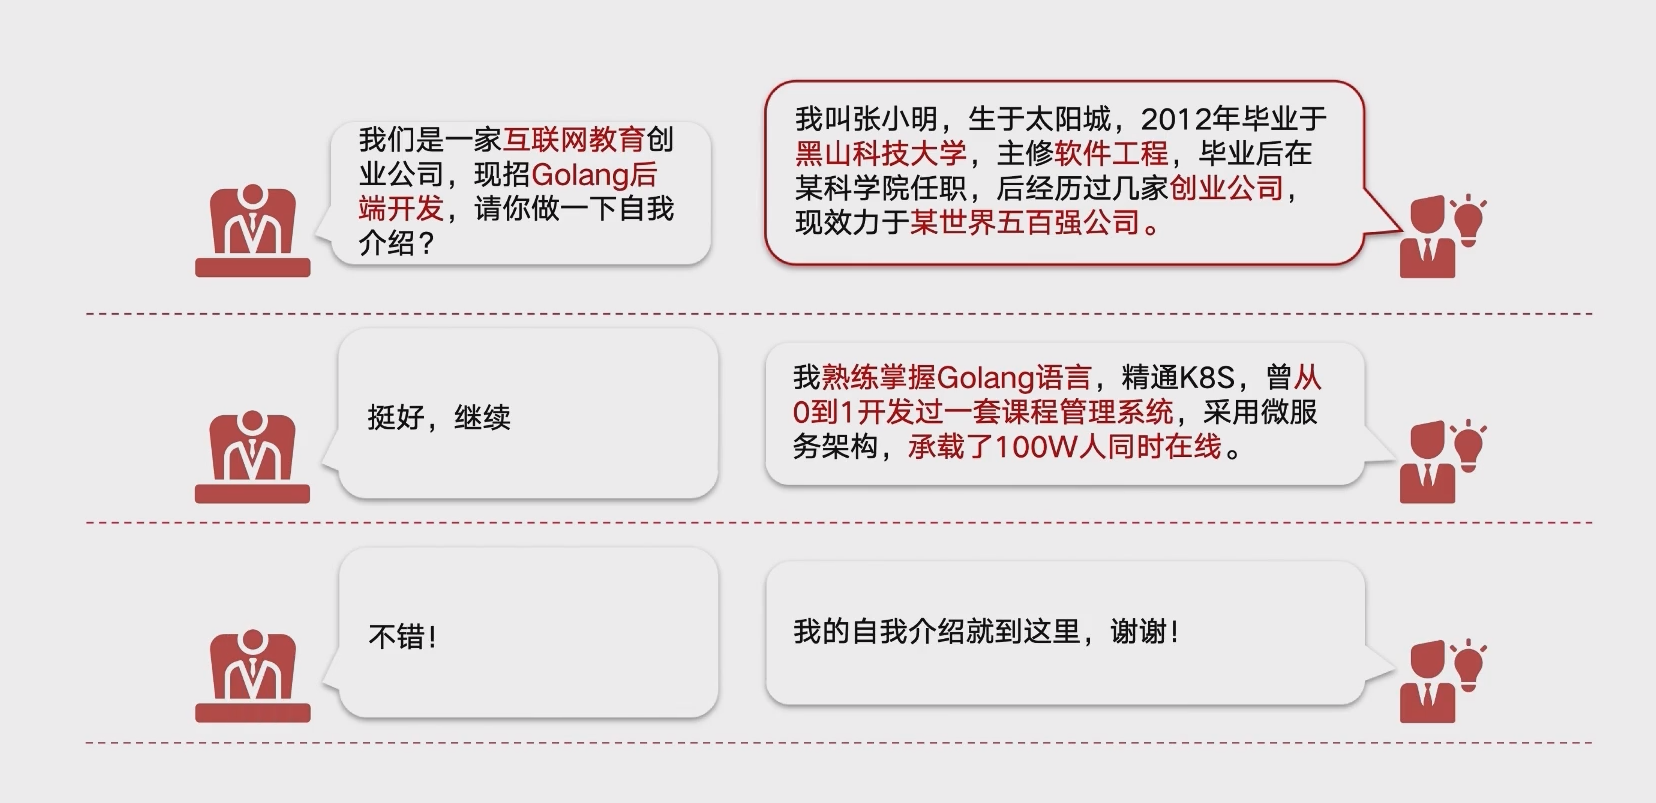 我们是一家互联网教育创
业公司，现招Golang后
端开发，请你做一下自我
介绍？
我叫张小明，生于太阳城，2012年毕业于
黑山科技大学，主修软件工程，毕业后在
某科学院任职，后经历过几家创业公司，
现效力于某世界五百强公司。
挺好，继续
我熟练掌握Golang语言，精通K8S，曾从
0到1开发过一套课程管理系统，采用微服
务架构，承载了100W人同时在线。
不错！
我的自我介绍就到这里，谢谢！